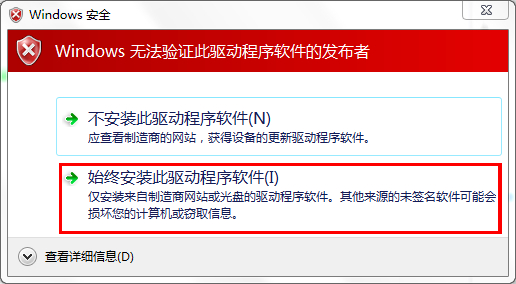 Windows 安全
Windows 无法验证此驱动程序软件的发布者
不安装此驱动程序软件(N)
应查看制造商的网站，获得设备的更新驱动程序软件。
始终安装此驱动程序软件(I)
仅安装来自制造商网站或光盘的驱动程序软件。其他来源的未签名软件可能会
损坏您的计算机或窃取信息。
查看详细信息(D)